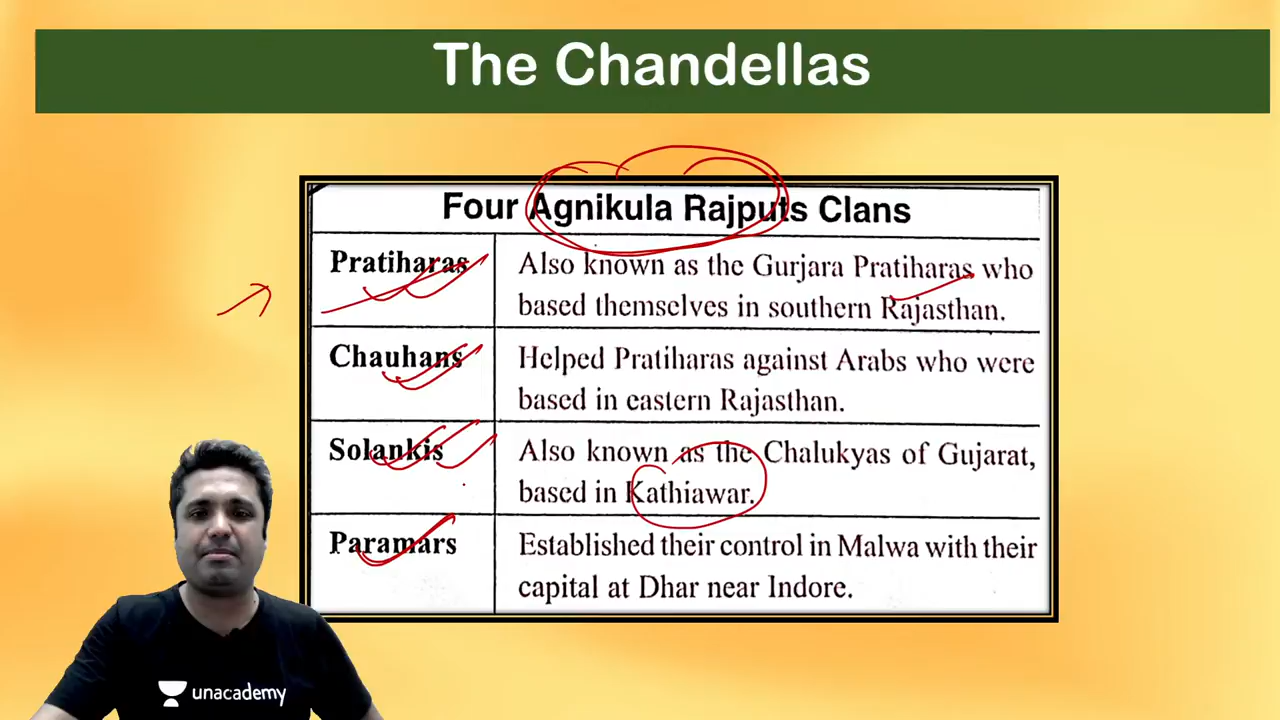 The Chandellas
Four Agnikula Rajputs Clans
Pratiharas
Also known as the Gurjara Pratiharas who
based themselves in southern Rajasthan.
Chauhans
Helped Pratiharas against Arabs who were
based in eastern Rajasthan.
Solankis
Also known as the Chalukyas of Gujarat,
based in Kathiawar.
Paramars
Established their control in Malwa with their
capital at Dhar near Indore.
unacademy